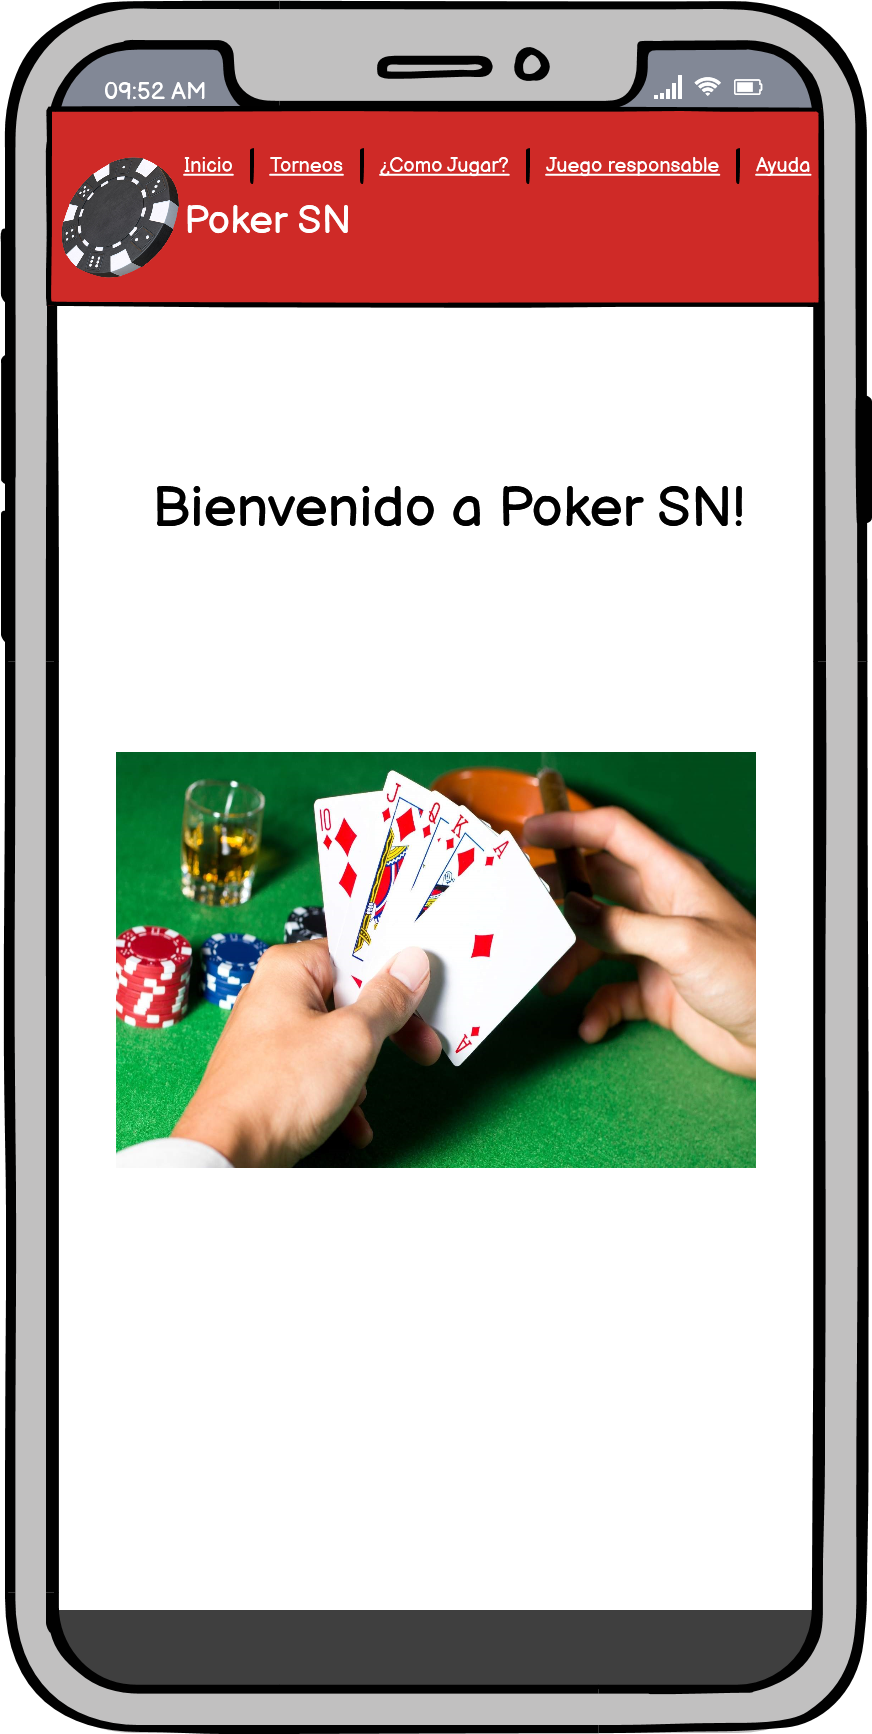 09:52 AM
Inicio Torneos ¿Como Jugar? Juego responsable Ayuda
Poker SN
Bienvenido a Poker SN!
10 J Q K A
A